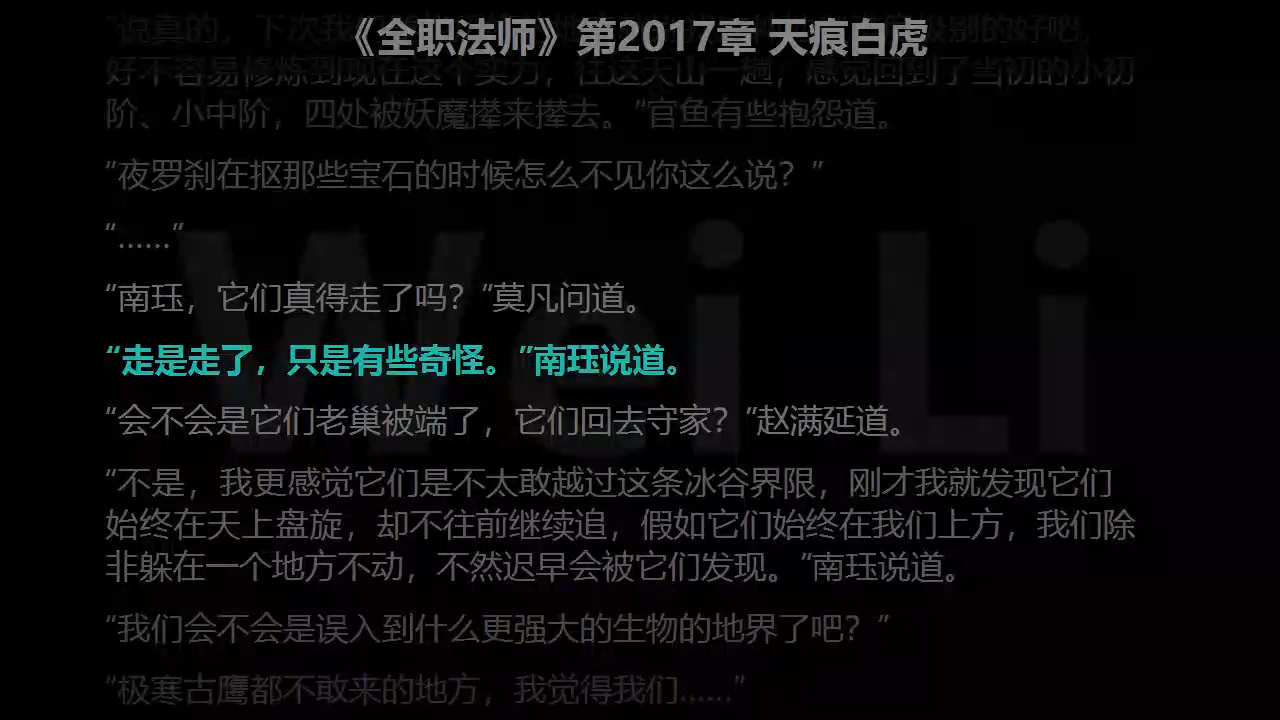 《全职法师》第2017章 天痕白虎
“说真的，下次我
级别的好吧，
好不容易修炼到现在这个实力，在这天山一趟，感觉回到了当初的小初
阶、小中阶，四处被妖魔撵来撵去。“官鱼有些抱怨道。
“夜罗刹在抠那些宝石的时候怎么不见你这么说？”
“……”
“南珏，它们真得走了吗？”莫凡问道。
“走是走了，只是有些奇怪。”南珏说道。
“会不会是它们老巢被端了，它们回去守家？”赵满延道。
“不是，我更感觉它们是不太敢越过这条冰谷界限，刚才我就发现它们
始终在天上盘旋，却不往前继续追，假如它们始终在我们上方，我们除
非躲在一个地方不动，不然迟早会被它们发现。“南珏说道。
“我们会不会是误入到什么更强大的生物的地界了吧？”
“极寒古鹰都不敢来的地方，我觉得我们……”
Wei Li